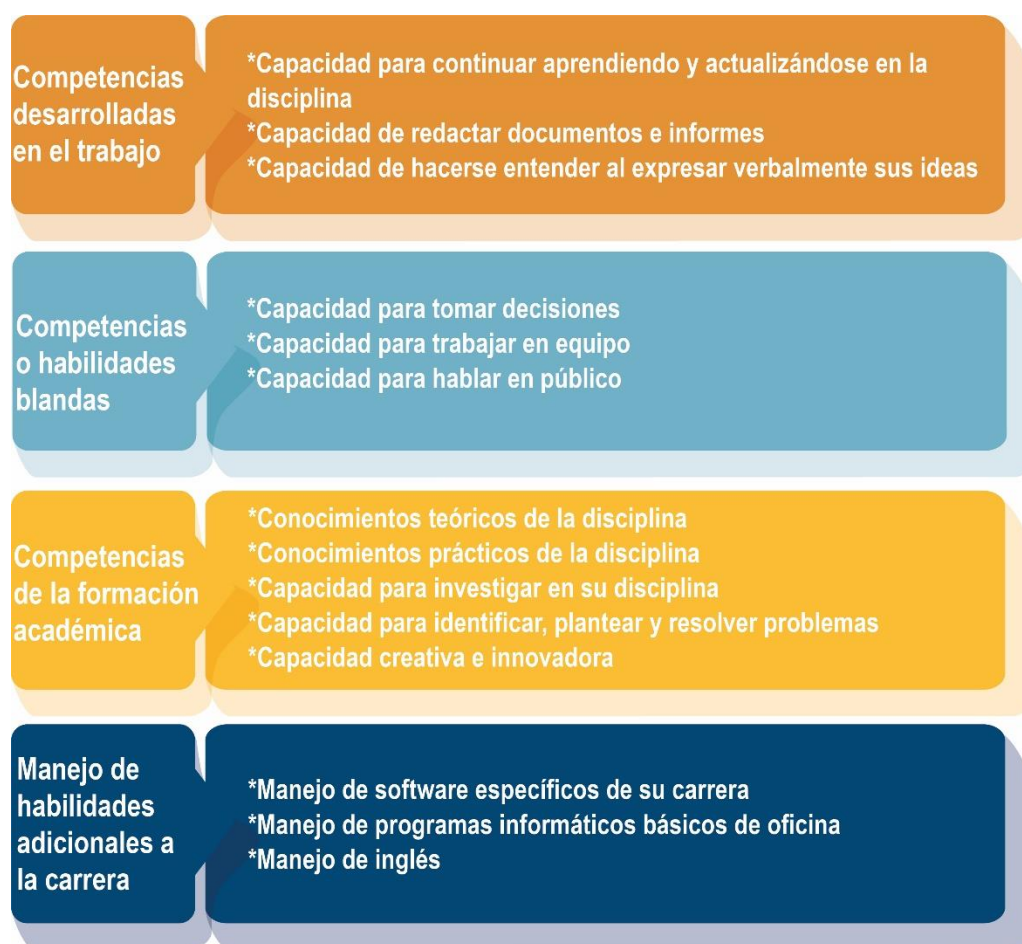 Competencias
desarrolladas
en el trabajo
*Capacidad para continuar aprendiendo y actualizándose en la
disciplina
*Capacidad de redactar documentos e informes
*Capacidad de hacerse entender al expresar verbalmente sus ideas
Competencias
o habilidades
blandas
*Capacidad para tomar decisiones
*Capacidad para trabajar en equipo
*Capacidad para hablar en público
Competencias
de la formación
académica
*Conocimientos teóricos de la disciplina
*Conocimientos prácticos de la disciplina
*Capacidad para investigar en su disciplina
*Capacidad para identificar, plantear y resolver problemas
*Capacidad creativa e innovadora
Manejo de
habilidades
adicionales a
la carrera
*Manejo de software específicos de su carrera
*Manejo de programas informáticos básicos de oficina
*Manejo de inglés